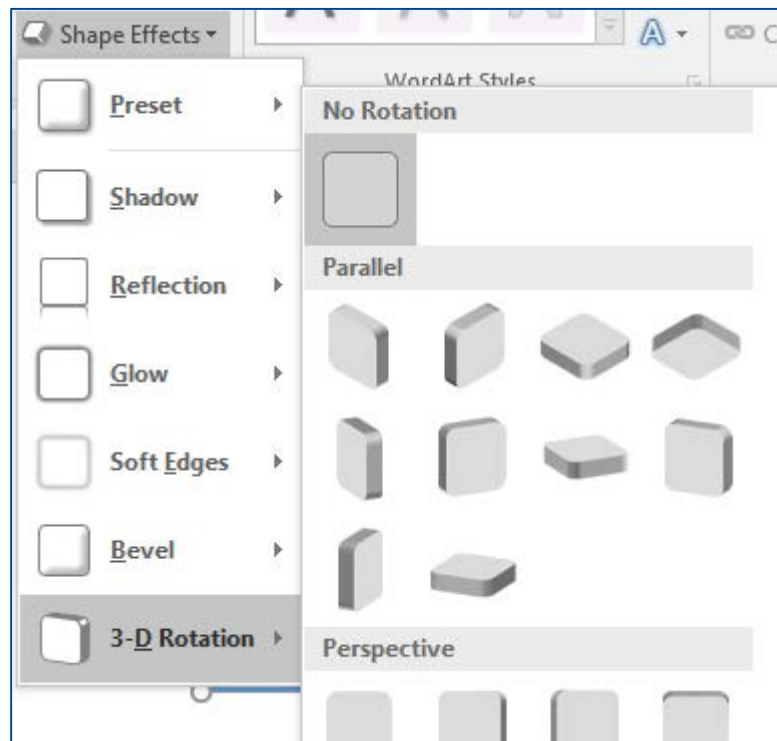 Shape Effects
WordArt Styles
Preset
Shadow
Reflection
Glow
Soft Edges
Bevel
3-D Rotation
No Rotation
Parallel
Perspective